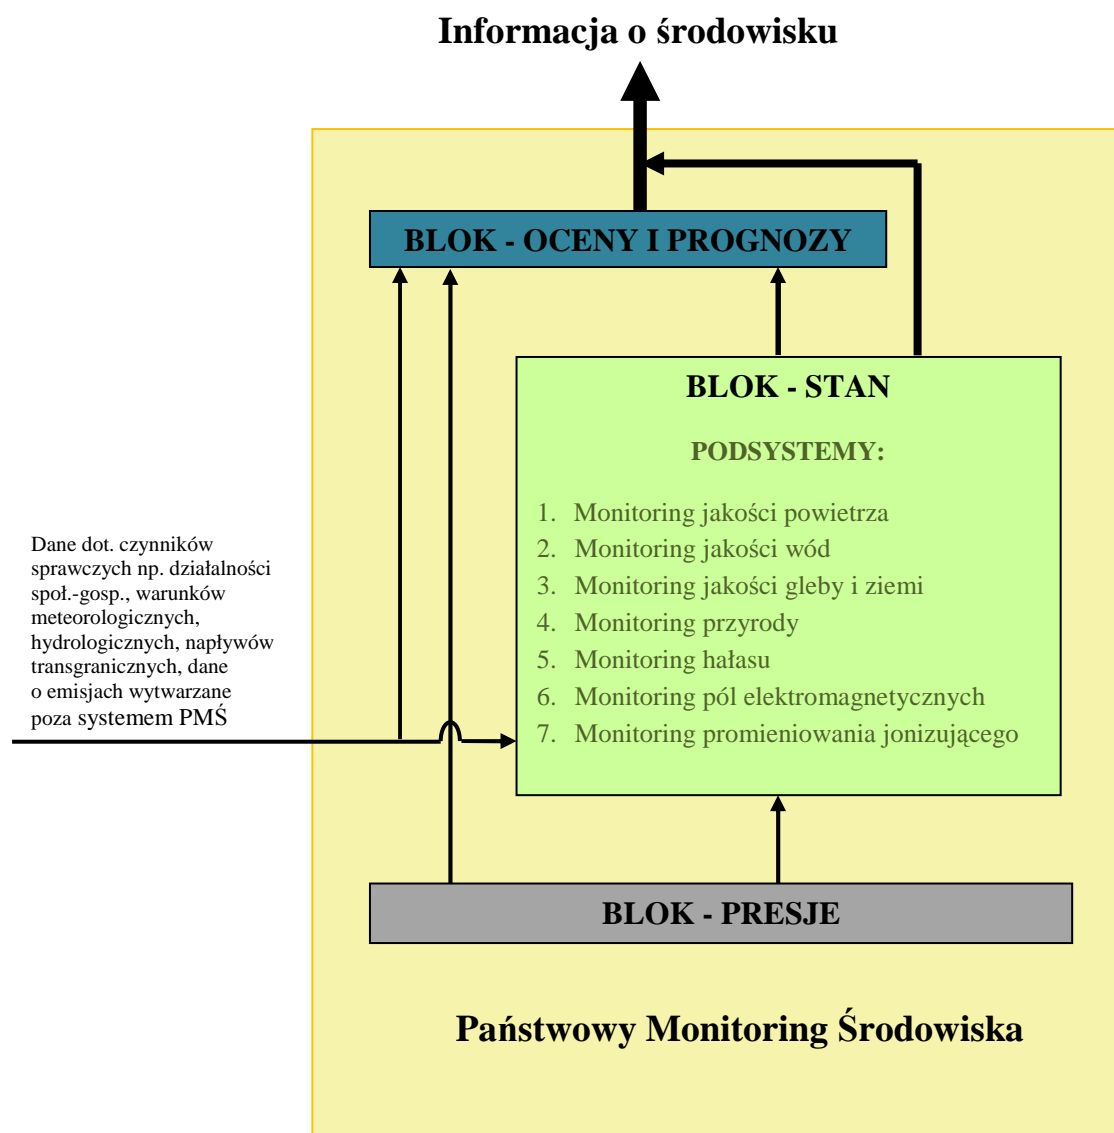 Informacja o środowisku
BLOK - OCENY I PROGNOZY
BLOK - STAN
PODSYSTEMY:
1. Monitoring jakości powietrza
2. Monitoring jakości wód
3. Monitoring jakości gleby i ziemi
4. Monitoring przyrody
5. Monitoring hałasu
6. Monitoring pól elektromagnetycznych
7. Monitoring promieniowania jonizującego
Dane dot. czynników
sprawczych np. działalności
społ.-gosp., warunków
meteorologicznych,
hydrologicznych, napływów
transgranicznych, dane
o emisjach wytwarzane
poza systemem PMŚ
BLOK - PRESJE
Państwowy Monitoring Środowiska